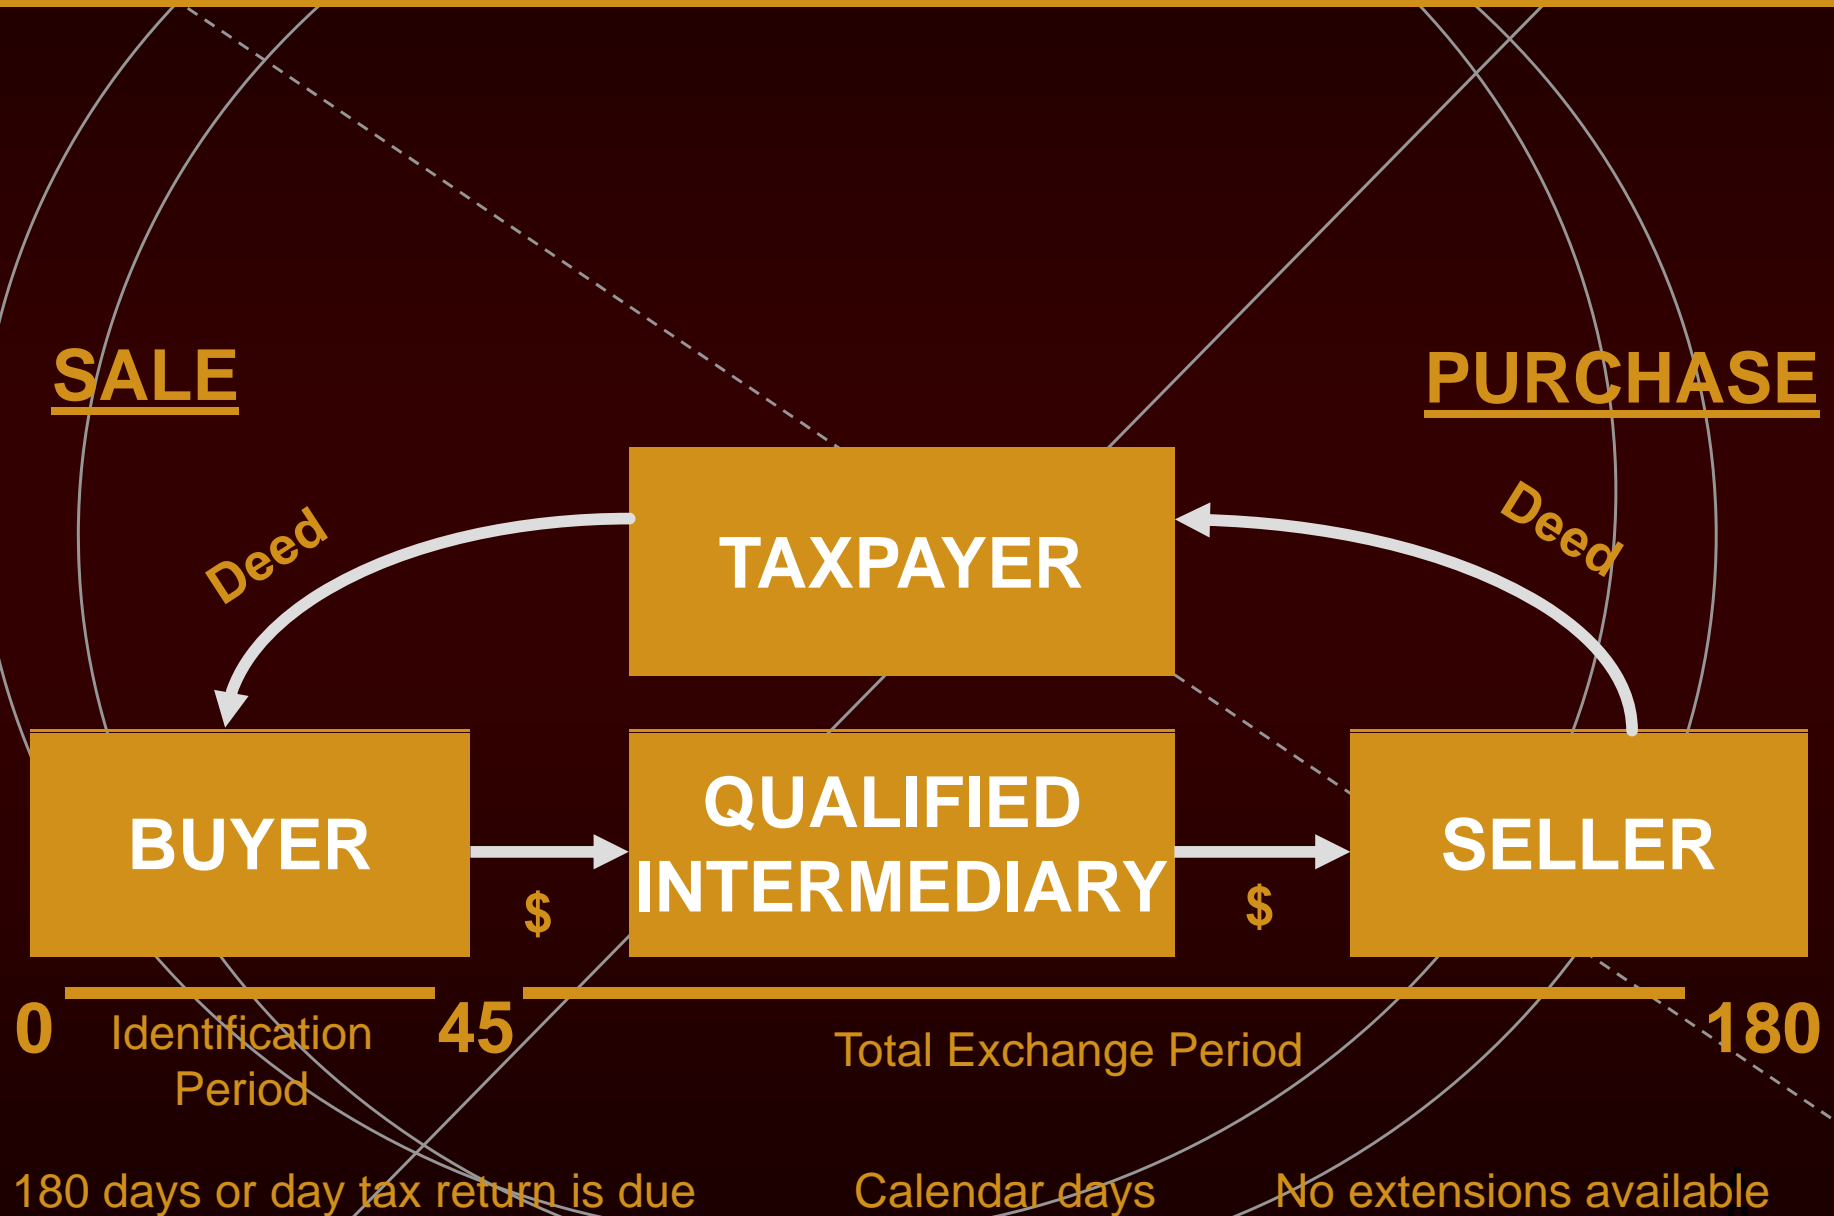 SALE
PURCHASE
Deed
Deed
TAXPAYER
BUYER
$
QUALIFIED
INTERMEDIARY
$
SELLER
0
Identification
Period
45
Total Exchange Period
180
180 days or day tax return is due
Calendar days
No extensions available